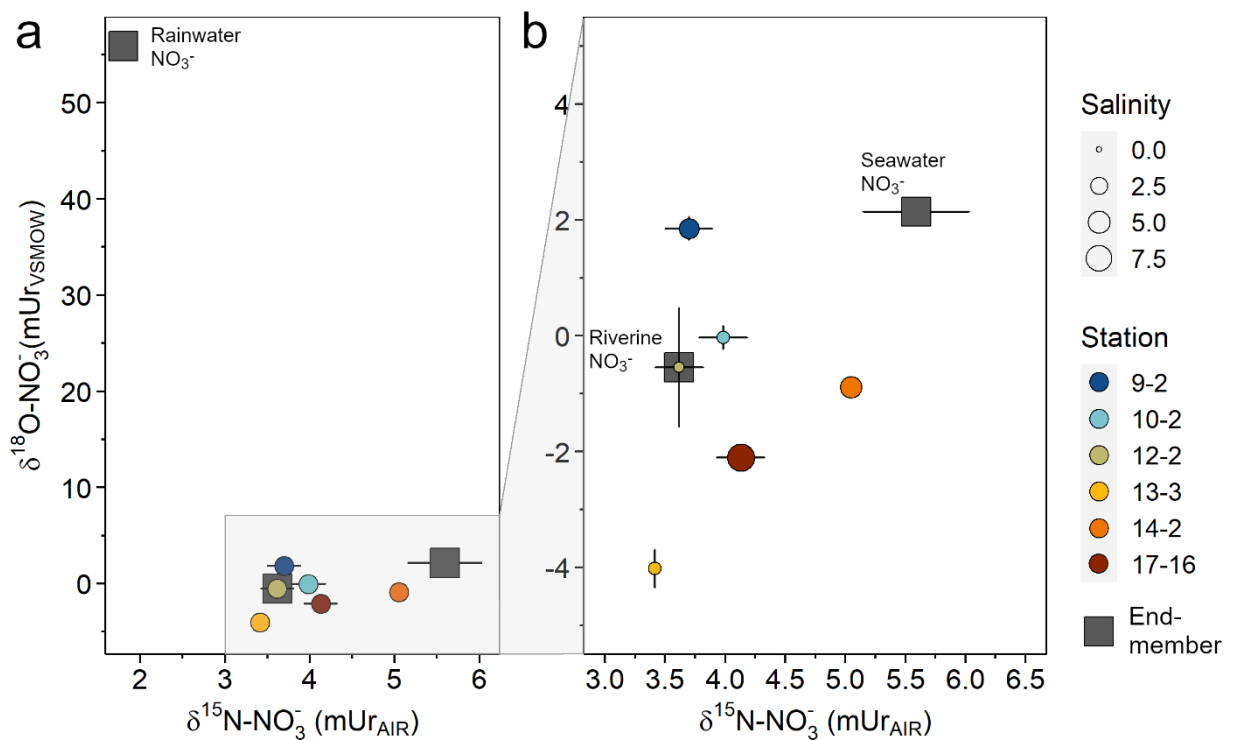 a
Rainwater
NO₃⁻
50
40
30
20
10
0
δ¹⁸O-NO₃⁻(mUr_VSMOW)
2
3
4
5
6
δ¹⁵N-NO₃⁻ (mUr_AIR)
b
4
2
0
-2
-4
Seawater
NO₃⁻
Riverine
NO₃⁻
3.0
3.5
4.0
4.5
5.0
5.5
6.0
6.5
δ¹⁵N-NO₃⁻ (mUr_AIR)
Salinity
0.0
2.5
5.0
7.5
Station
9-2
10-2
12-2
13-3
14-2
17-16
End-
member